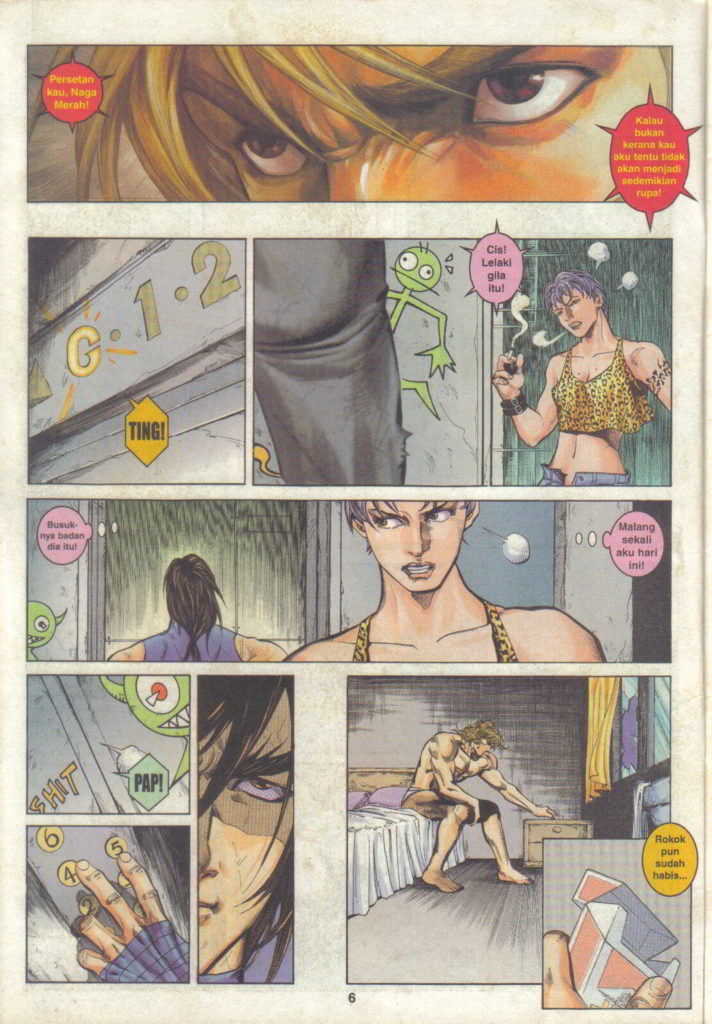 Persetan
kau, Naga
Merah!
Kalau
bukan
kerana kau
aku tentu tidak
akan menjadi
sedemikian
rupa!
G·1·2
TING!
Cis!
Lelaki
gila
itu!
Busuk-
nya badan
dia itu!
Malang
sekali
aku hari
ini!
SHIT
PAP!
6
5
4
2
Rokok
pun
sudah
habis...
6